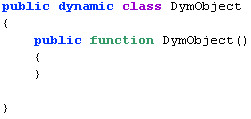 public dynamic class DymObject
{
    public function DymObject()
    {
    }
}